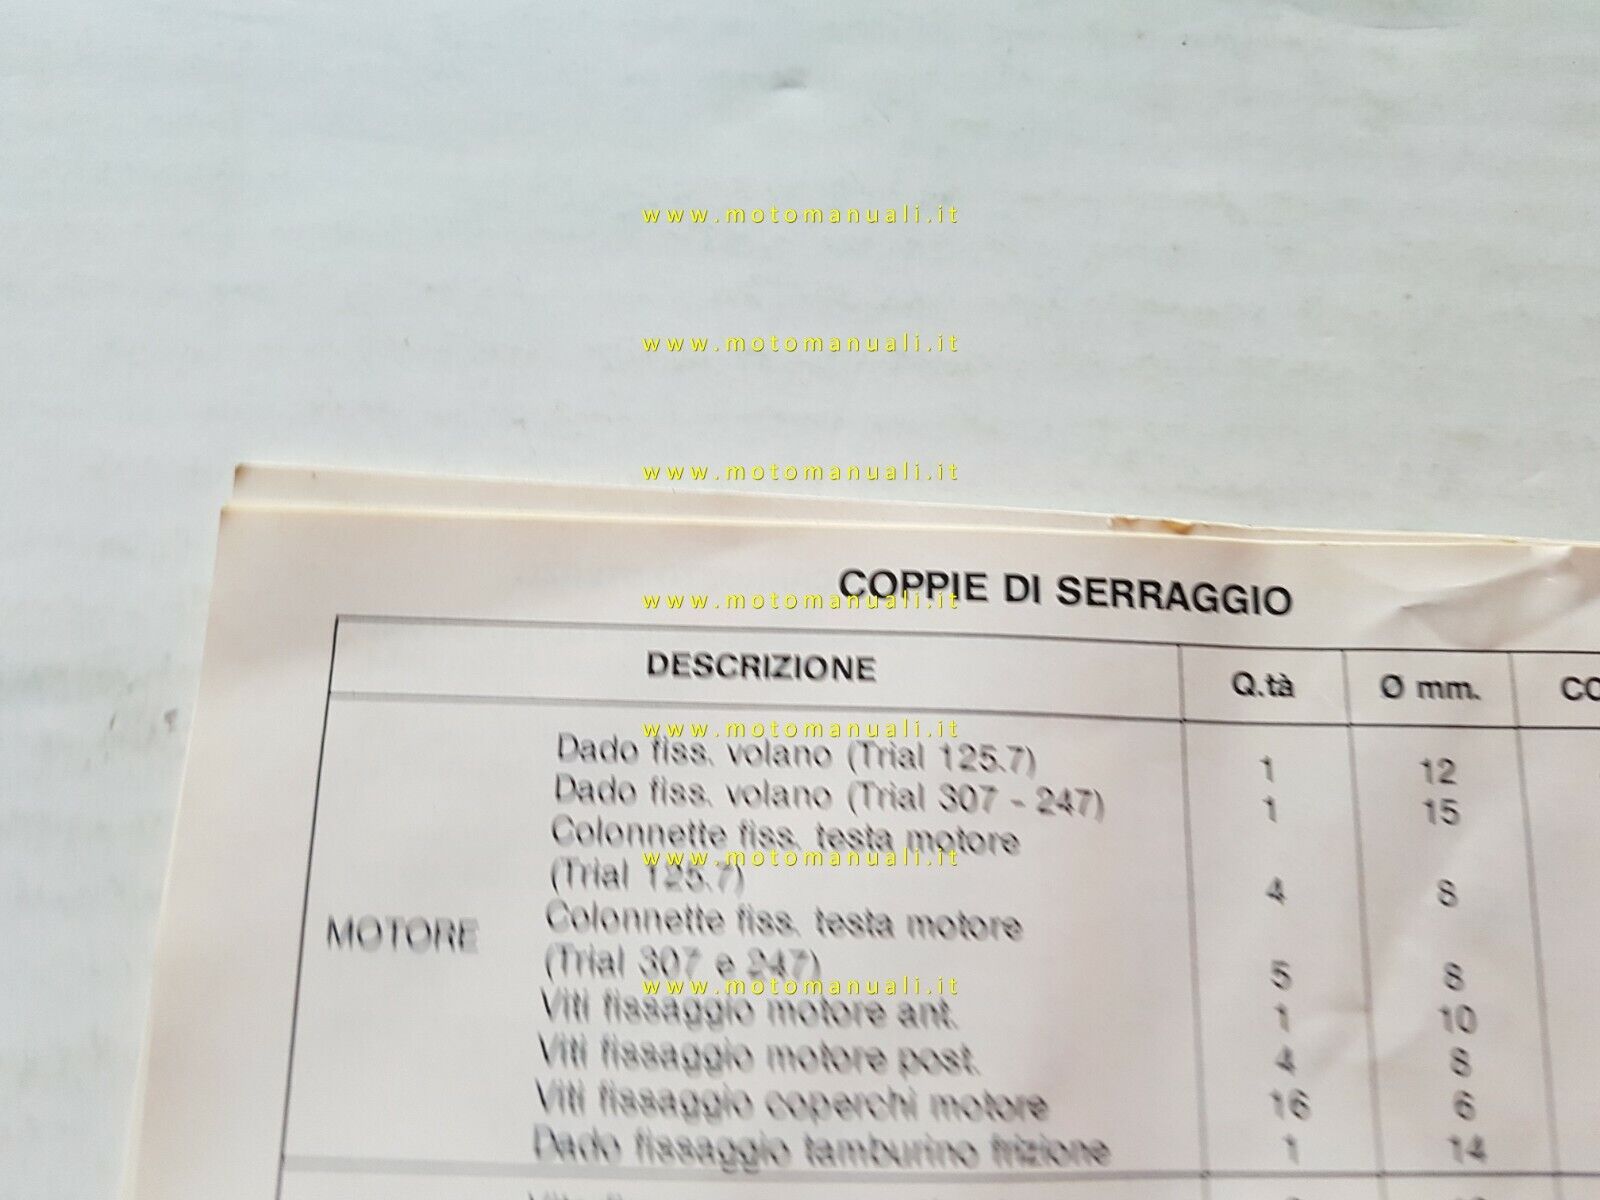 www.motomanuali.it
www.motomanuali.it
www.motomanuali.it
COPPIE DI SERRAGGIO
www.motomanuali.it
DESCRIZIONE Q.tà Ø mm.
www.motomanuali.it
Dado fiss. volano (Trial 125.7) 1 12
Dado fiss. volano (Trial 307 - 247) 1 15
Colonnette fiss. testa motore
www.motomanuali.it
(Trial 125.7) 4 8
MOTORE Colonnette fiss. testa motore
(Trial 307 e 247) 5 8
www.motomanuali.it
Viti fissaggio motore ant. 1 10
Viti fissaggio motore post. 4 8
Viti fissaggio coperchi motore 16 6
Dado fissaggio tamburino frizione 1 14